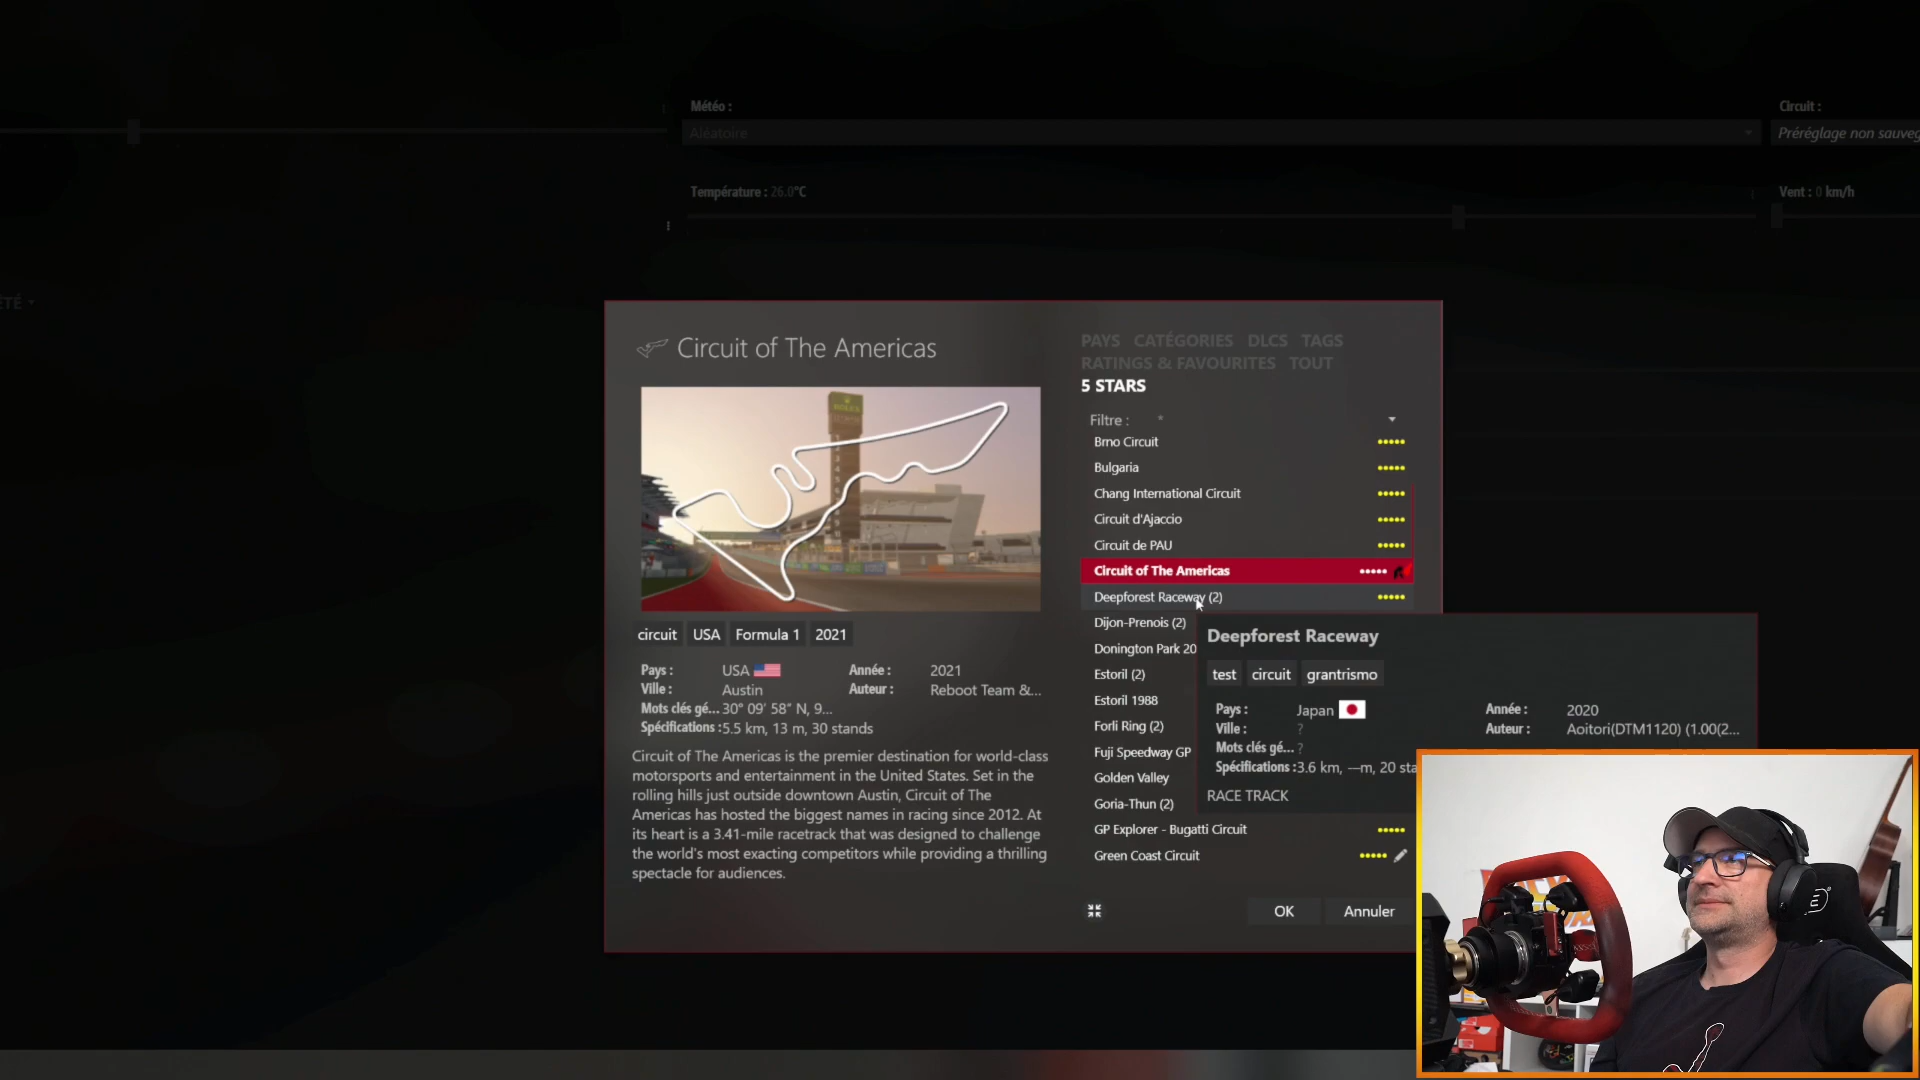 Météo :
Aléatoire
Circuit :
Préréglage non sauveg
Température : 26.0°C
Vent : 0 km/h
ÉTÉ
Circuit of The Americas
circuit USA Formula 1 2021
Pays : USA Année : 2021
Ville : Austin Auteur : Reboot Team &...
Mots clés gé... 30° 09' 58" N, 9...
Spécifications : 5.5 km, 13 m, 30 stands
Circuit of The Americas is the premier destination for world-class
motorsports and entertainment in the United States. Set in the
rolling hills just outside downtown Austin, Circuit of The
Americas has hosted the biggest names in racing since 2012. At
its heart is a 3.41-mile racetrack that was designed to challenge
the world's most exacting competitors while providing a thrilling
spectacle for audiences.
PAYS CATÉGORIES DLCS TAGS
RATINGS & FAVOURITES TOUT
5 STARS
Filtre : *
Brno Circuit
Bulgaria
Chang International Circuit
Circuit d'Ajaccio
Circuit de PAU
Circuit of The Americas
Deepforest Raceway (2)
Dijon-Prenois (2)
Donington Park 20
Estoril (2)
Estoril 1988
Forli Ring (2)
Fuji Speedway GP
Golden Valley
Goria-Thun (2)
GP Explorer - Bugatti Circuit
Green Coast Circuit
Deepforest Raceway
test circuit grantrismo
Pays : Japan Année : 2020
Ville : ? Auteur : Aoitori(DTM1120) (1.00(2...
Mots clés gé... ?
Spécifications : 3.6 km, —m, 20 sta
RACE TRACK
OK Annuler